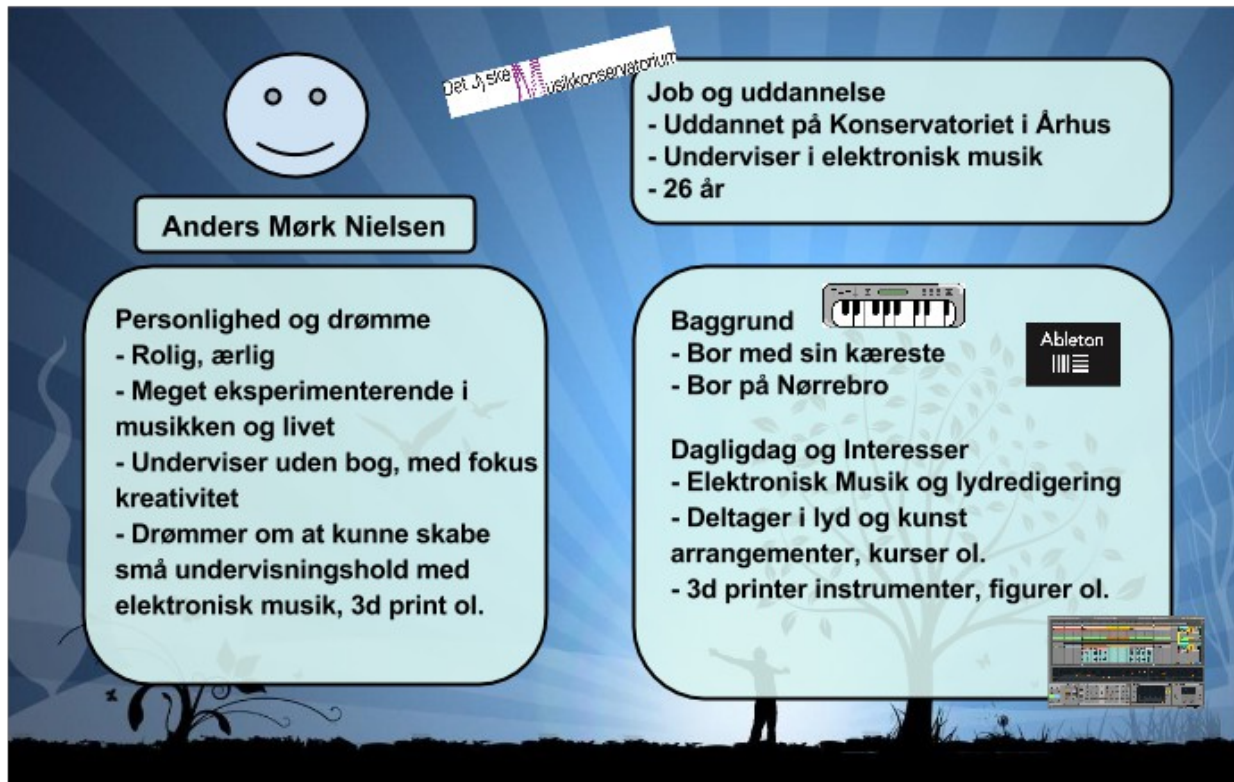 Det Jyske Musikkonservatorium
Job og uddannelse
- Uddannet på Konservatoriet i Århus
- Underviser i elektronisk musik
- 26 år
Anders Mørk Nielsen
Personlighed og drømme
- Rolig, ærlig
- Meget eksperimenterende i
musikken og livet
- Underviser uden bog, med fokus
kreativitet
- Drømmer om at kunne skabe
små undervisningshold med
elektronisk musik, 3d print ol.
Baggrund
- Bor med sin kæreste
- Bor på Nørrebro
Ableton
Dagligdag og Interesser
- Elektronisk Musik og lydredigering
- Deltager i lyd og kunst
arrangementer, kurser ol.
- 3d printer instrumenter, figurer ol.